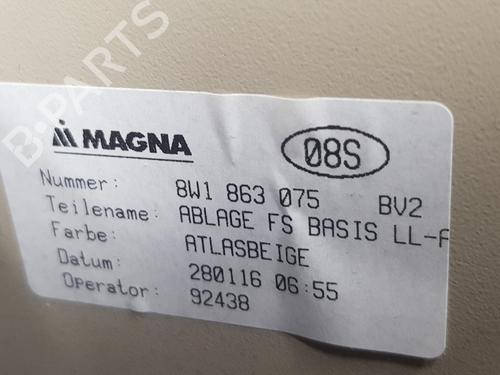 B-PARTS
MAGNA
08S
Nummer: 8W1 863 075 BV2
Teilename: ABLAGE FS BASIS LL-A
Farbe: ATLASBEIGE
Datum: 280116 06:55
Operator: 92438